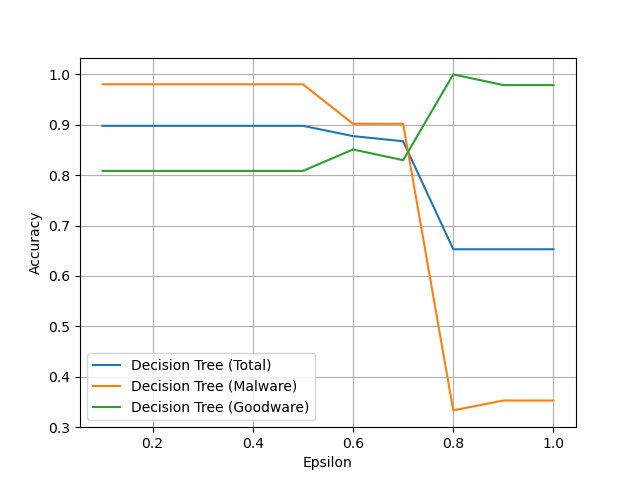 1.0
0.9
0.8
0.7
0.6
0.5
0.4
0.3
Accuracy
Decision Tree (Total)
Decision Tree (Malware)
Decision Tree (Goodware)
0.2 0.4 0.6 0.8 1.0
Epsilon